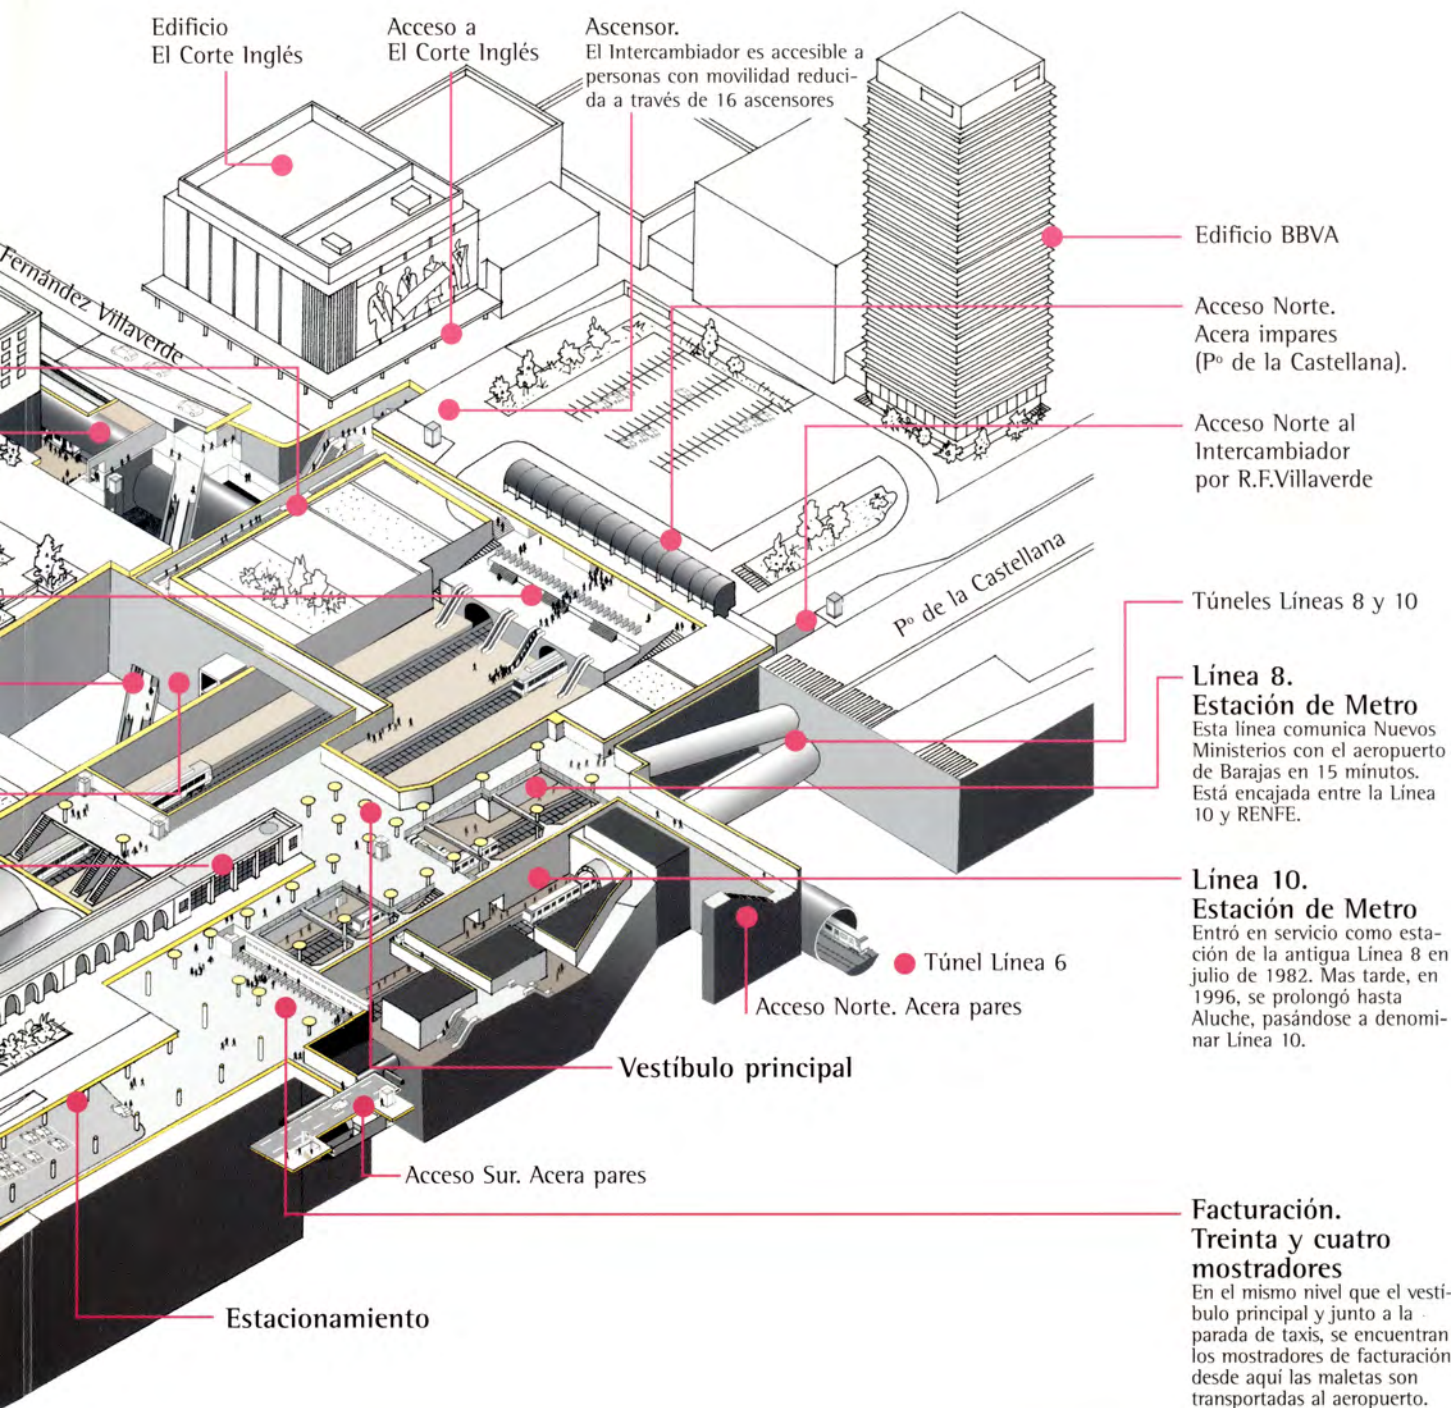 Edificio
El Corte Inglés
Acceso a
El Corte Inglés
Ascensor.
El Intercambiador es accesible a
personas con movilidad reduci-
da a través de 16 ascensores
Fernández Villaverde
Edificio BBVA
Acceso Norte.
Acera impares
(Pº de la Castellana).
Acceso Norte al
Intercambiador
por R.F.Villaverde
Pº de la Castellana
Túneles Líneas 8 y 10
Línea 8.
Estación de Metro
Esta línea comunica Nuevos
Ministerios con el aeropuerto
de Barajas en 15 minutos.
Está encajada entre la Línea
10 y RENFE.
Línea 10.
Estación de Metro
Entró en servicio como esta-
ción de la antigua Línea 8 en
julio de 1982. Mas tarde, en
1996, se prolongó hasta
Aluche, pasándose a denomi-
nar Línea 10.
Túnel Línea 6
Acceso Norte. Acera pares
Vestíbulo principal
Acceso Sur. Acera pares
Estacionamiento
Facturación.
Treinta y cuatro
mostradores
En el mismo nivel que el vestí-
bulo principal y junto a la
parada de taxis, se encuentran
los mostradores de facturación
desde aquí las maletas son
transportadas al aeropuerto.